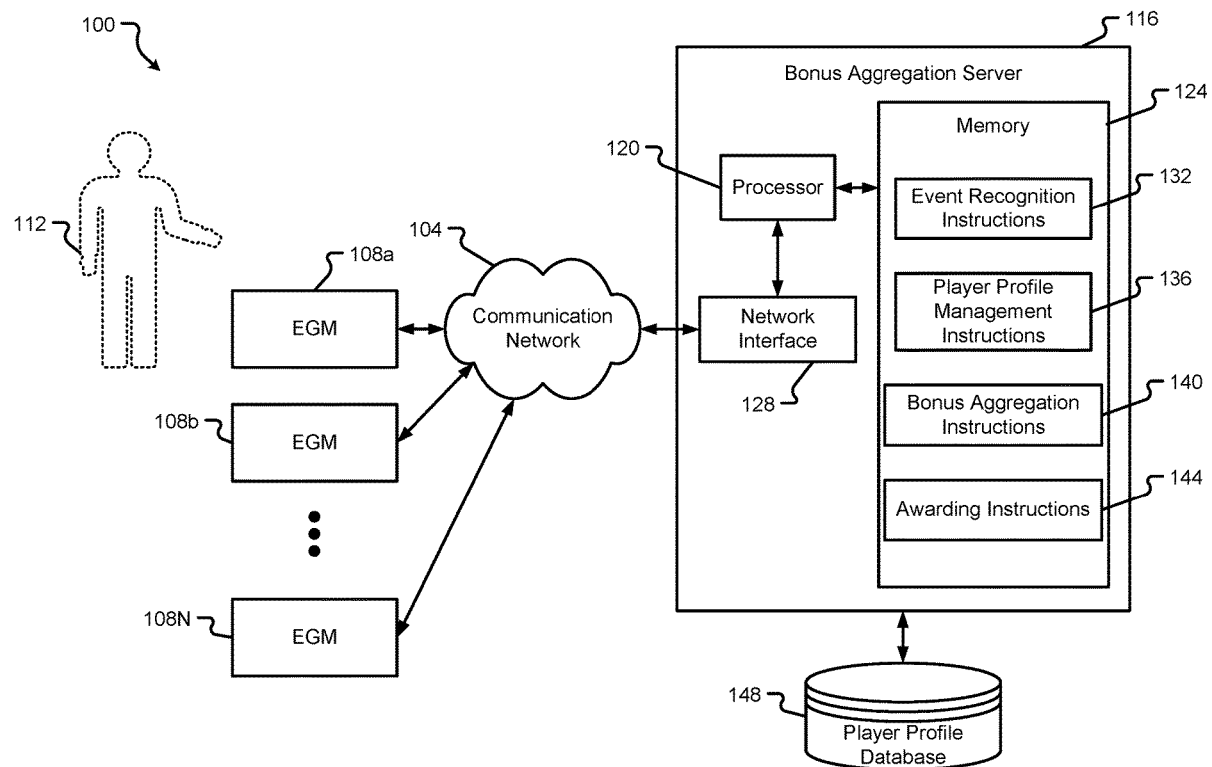 100
116
Bonus Aggregation Server
124
Memory
120
Processor
132
Event Recognition
Instructions
112
104
108a
EGM
Communication
Network
Network
Interface
128
136
Player Profile
Management
Instructions
108b
EGM
140
Bonus Aggregation
Instructions
144
Awarding Instructions
108N
EGM
148
Player Profile
Database